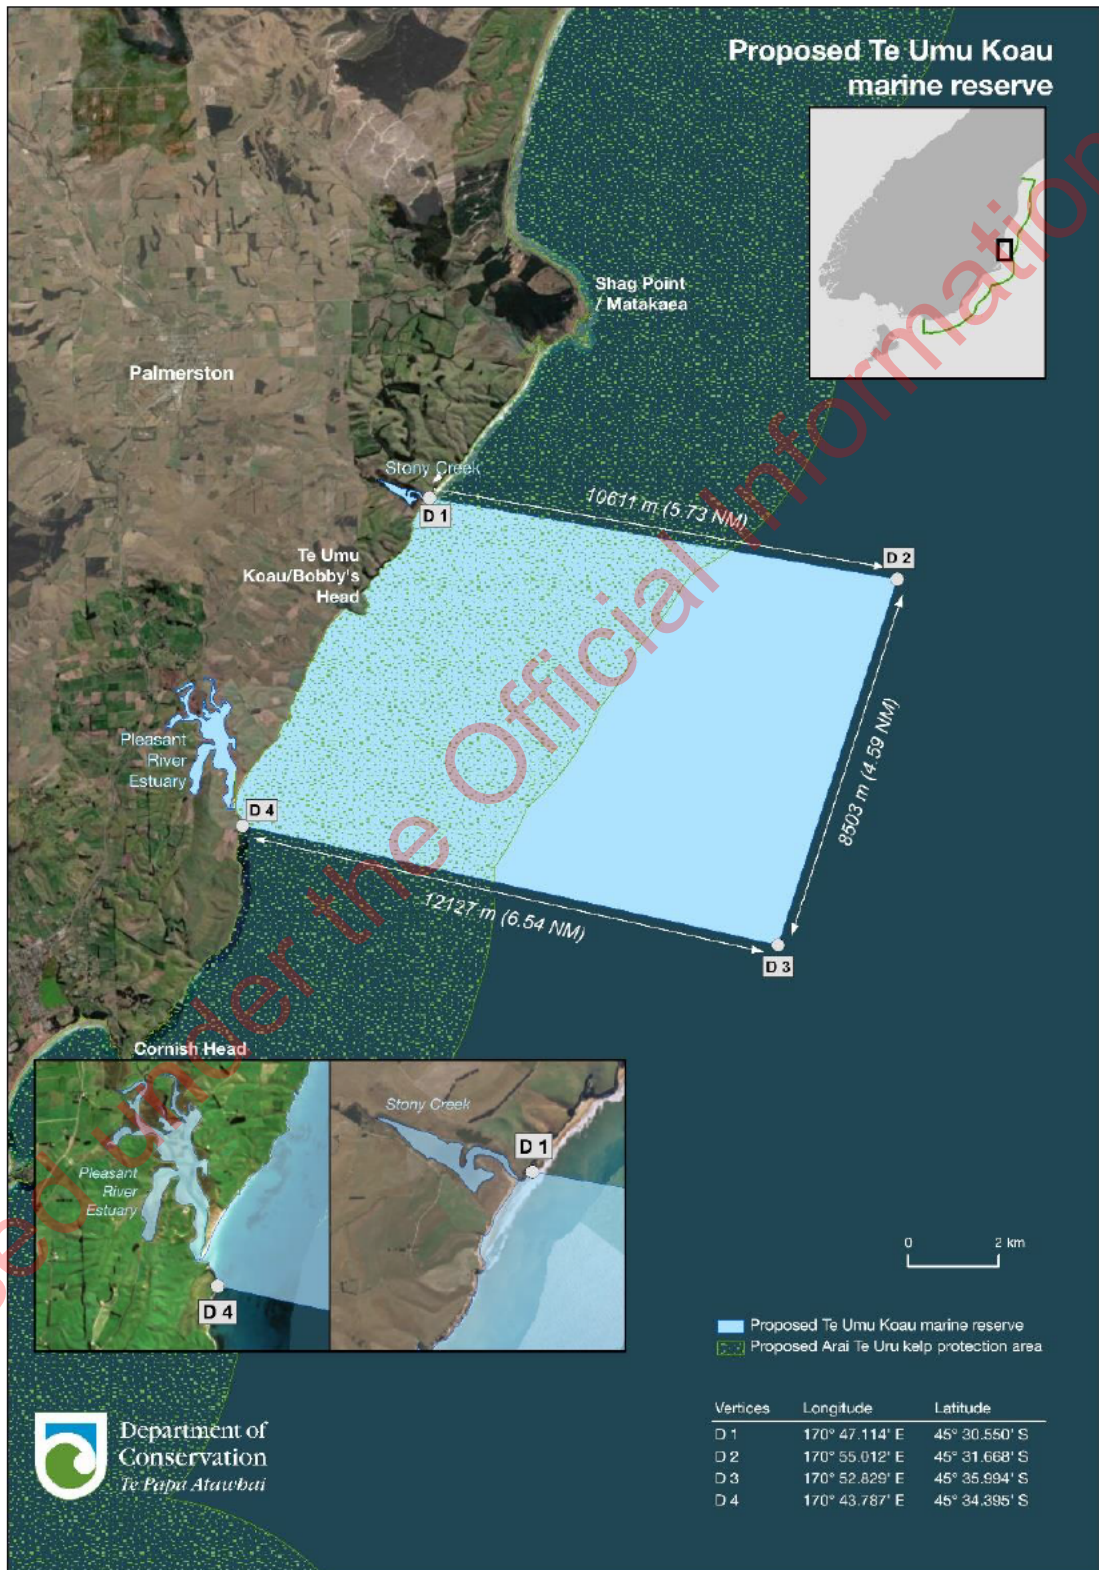 Proposed Te Umu Koau
marine reserve
Shag Point
/ Matakaea
Palmerston
Stony Creek
D 1
10611 m (5.73 NM)
D 2
Te Umu
Koau/Bobby's
Head
Pleasant
River
Estuary
D 4
8503 m (4.59 NM)
12127 m (6.54 NM)
D 3
Cornish Head
Pleasant
River
Estuary
D 4
Stony Creek
D 1
0 2 km
Proposed Te Umu Koau marine reserve
Proposed Arai Te Uru kelp protection area
Vertices Longitude Latitude
D 1 170° 47.114' E 45° 30.550' S
D 2 170° 55.012' E 45° 31.668' S
D 3 170° 52.829' E 45° 35.994' S
D 4 170° 43.787' E 45° 34.395' S
Department of
Conservation
Te Papa Atawhai
under the Official Information